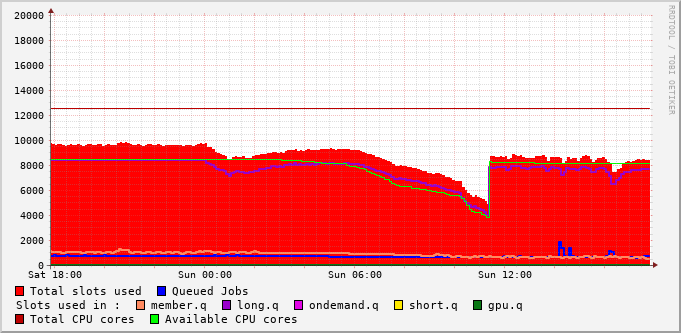 20000
18000
16000
14000
12000
10000
8000
6000
4000
2000
0
Sat 18:00 Sun 00:00 Sun 06:00 Sun 12:00
RRDTOOL / TOBI OETIKER
Total slots used Queued Jobs
Slots used in : member.q long.q ondemand.q short.q gpu.q
Total CPU cores Available CPU cores